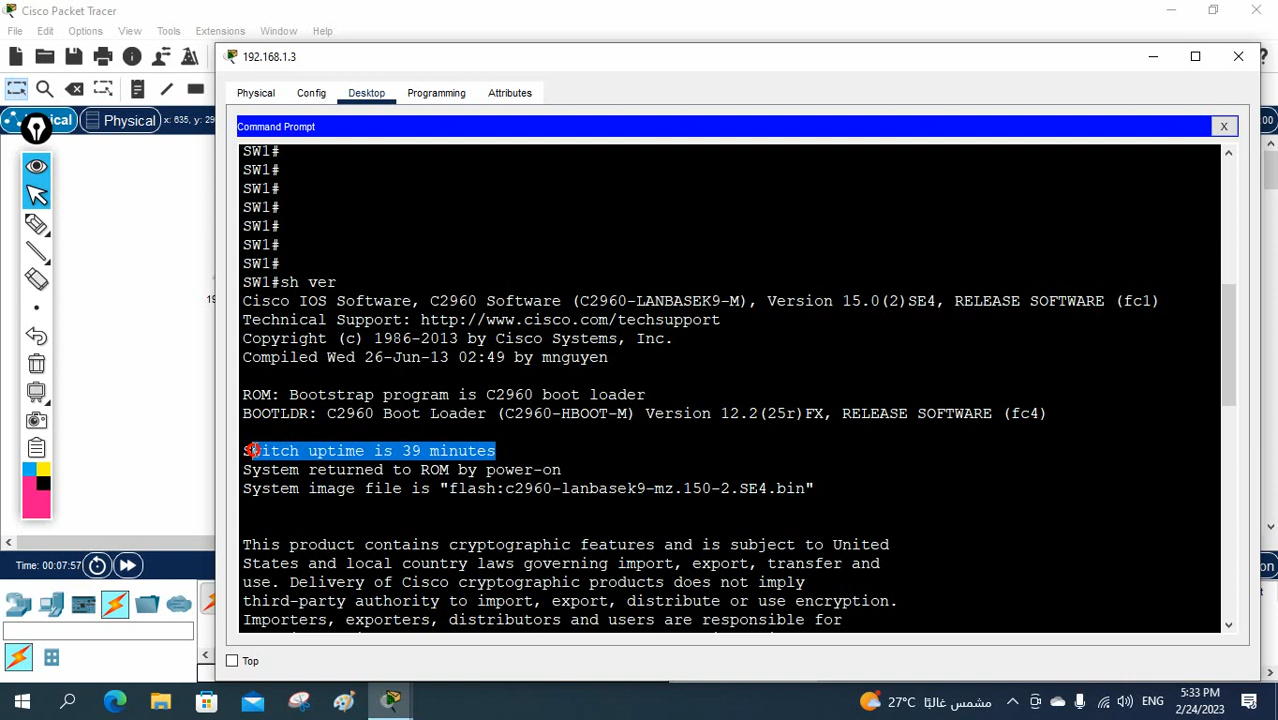 Cisco Packet Tracer
File Edit Options View Tools Extensions Window Help
192.168.1.3
Physical Config Desktop Programming Attributes
Physical x: 635, y: 29
Command Prompt
X
SW1#
SW1#
SW1#
SW1#
SW1#
SW1#
SW1#
SW1#sh ver
Cisco IOS Software, C2960 Software (C2960-LANBASEK9-M), Version 15.0(2)SE4, RELEASE SOFTWARE (fc1)
Technical Support: http://www.cisco.com/techsupport
Copyright (c) 1986-2013 by Cisco Systems, Inc.
Compiled Wed 26-Jun-13 02:49 by mnguyen
ROM: Bootstrap program is C2960 boot loader
BOOTLDR: C2960 Boot Loader (C2960-HBOOT-M) Version 12.2(25r)FX, RELEASE SOFTWARE (fc4)
Switch uptime is 39 minutes
System returned to ROM by power-on
System image file is "flash:c2960-lanbasek9-mz.150-2.SE4.bin"
This product contains cryptographic features and is subject to United
States and local country laws governing import, export, transfer and
use. Delivery of Cisco cryptographic products does not imply
third-party authority to import, export, distribute or use encryption.
Importers, exporters, distributors and users are responsible for
Time: 00:07:57
Top
27°C مشمس غالبًا
ENG
5:33 PM
2/24/2023